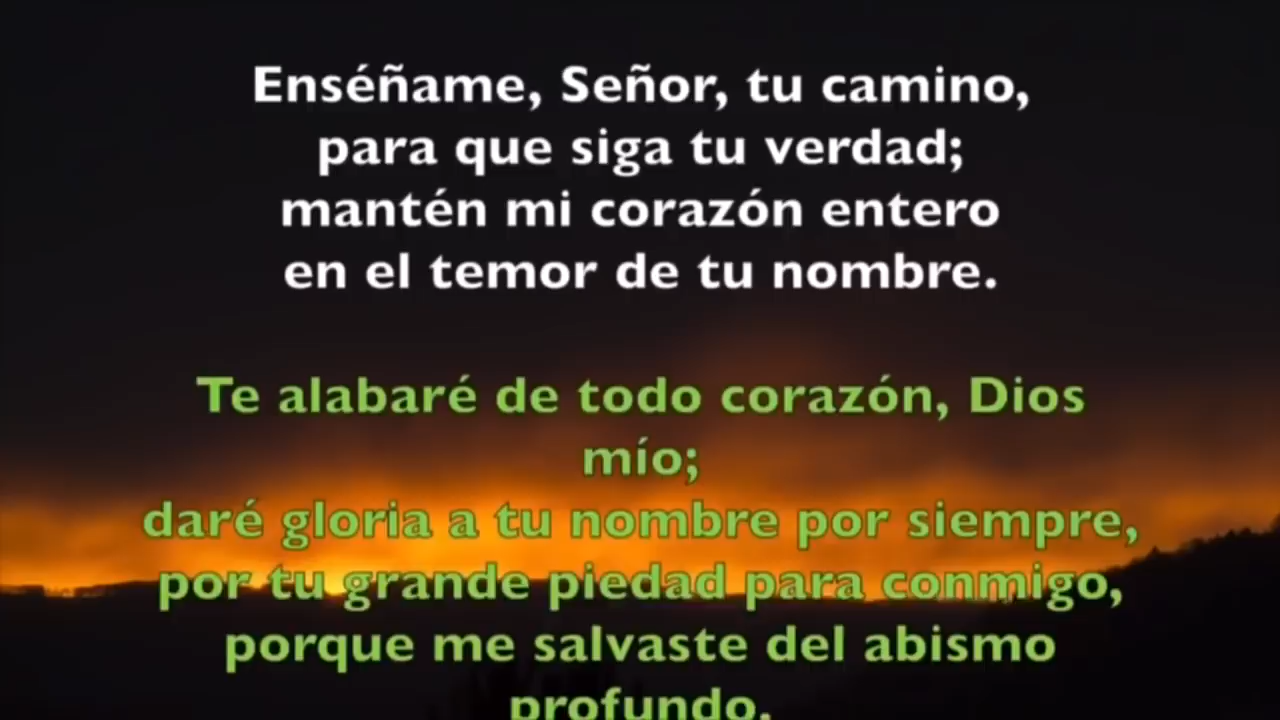 Enséñame, Señor, tu camino,
para que siga tu verdad;
mantén mi corazón entero
en el temor de tu nombre.
Te alabaré de todo corazón, Dios
mío;
daré gloria a tu nombre por siempre,
por tu grande piedad para conmigo,
porque me salvaste del abismo
profundo.